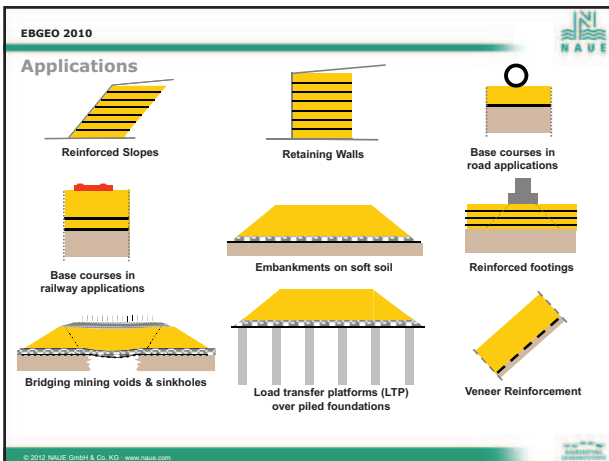 EBGEO 2010
NAUE
Applications
Reinforced Slopes
Retaining Walls
Base courses in
road applications
Base courses in
railway applications
Embankments on soft soil
Reinforced footings
Bridging mining voids & sinkholes
Load transfer platforms (LTP)
over piled foundations
Veneer Reinforcement
© 2012 NAUE GmbH & Co. KG · www.naue.com